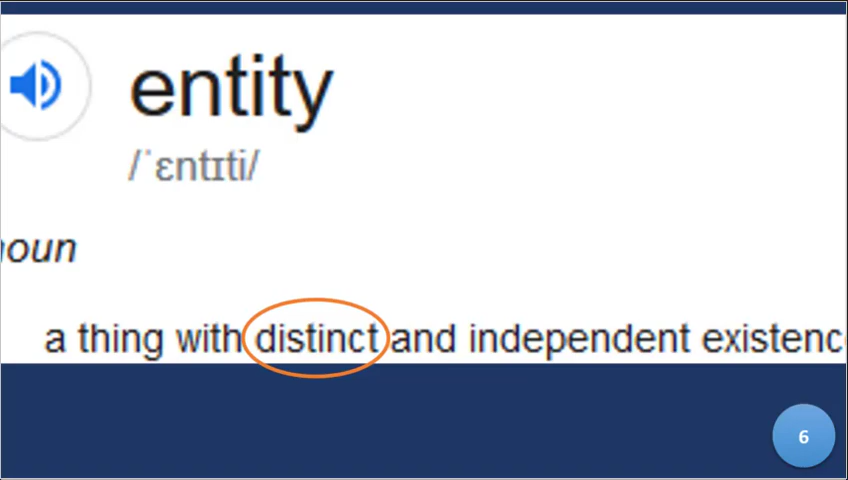 entity
/ˈɛntɪti/
noun
a thing with distinct and independent existenc
6